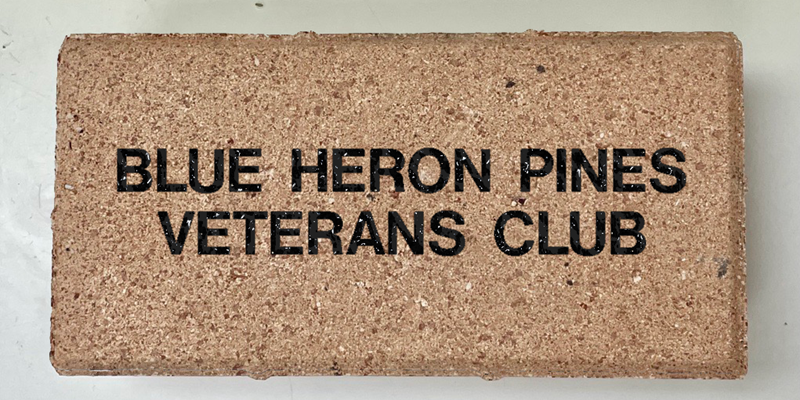 BLUE HERON PINES
VETERANS CLUB